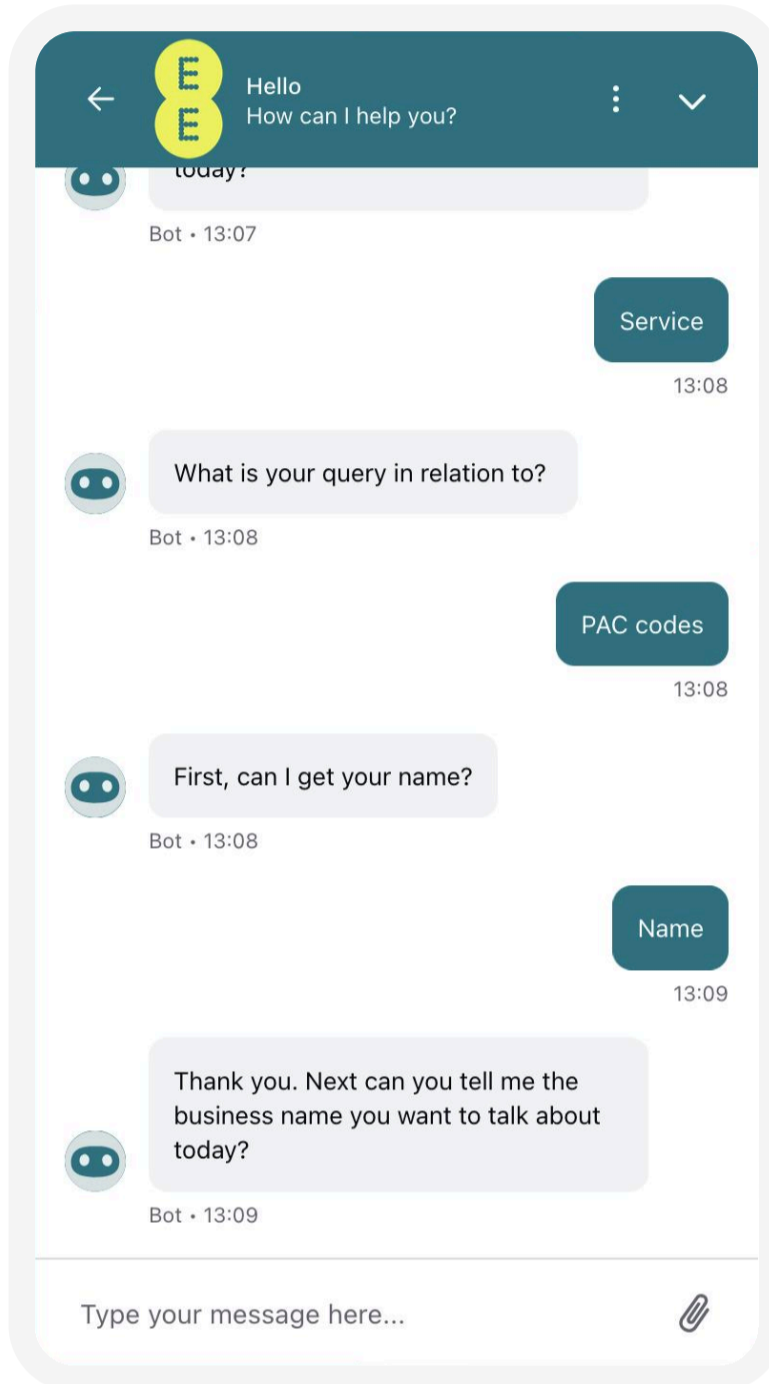 E
E
Hello
How can I help you?
today?
Bot • 13:07
Service
13:08
What is your query in relation to?
Bot • 13:08
PAC codes
13:08
First, can I get your name?
Bot • 13:08
Name
13:09
Thank you. Next can you tell me the
business name you want to talk about
today?
Bot • 13:09
Type your message here...